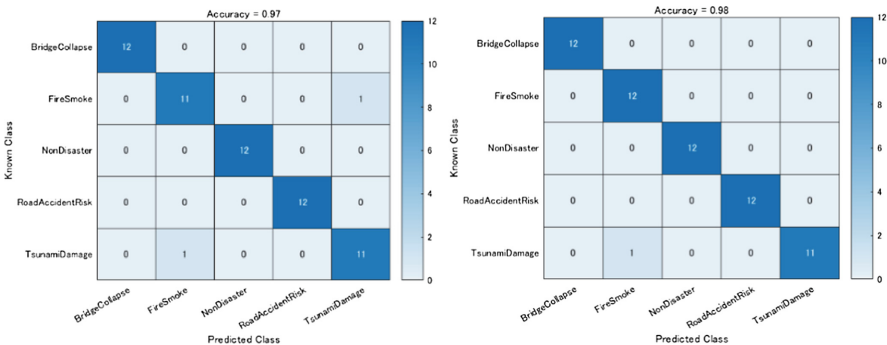 Accuracy = 0.97
12
BridgeCollapse 12 0 0 0 0
10
FireSmoke 0 11 0 0 1
8
NonDisaster 0 0 12 0 0
6
4
RoadAccidentRisk 0 0 0 12 0
2
TsunamiDamage 0 1 0 0 11
0
Known Class
BridgeCollapse FireSmoke NonDisaster RoadAccidentRisk TsunamiDamage
Predicted Class
Accuracy = 0.98
12
BridgeCollapse 12 0 0 0 0
10
FireSmoke 0 12 0 0 0
8
NonDisaster 0 0 12 0 0
6
4
RoadAccidentRisk 0 0 0 12 0
2
TsunamiDamage 0 1 0 0 11
0
Known Class
BridgeCollapse FireSmoke NonDisaster RoadAccidentRisk TsunamiDamage
Predicted Class